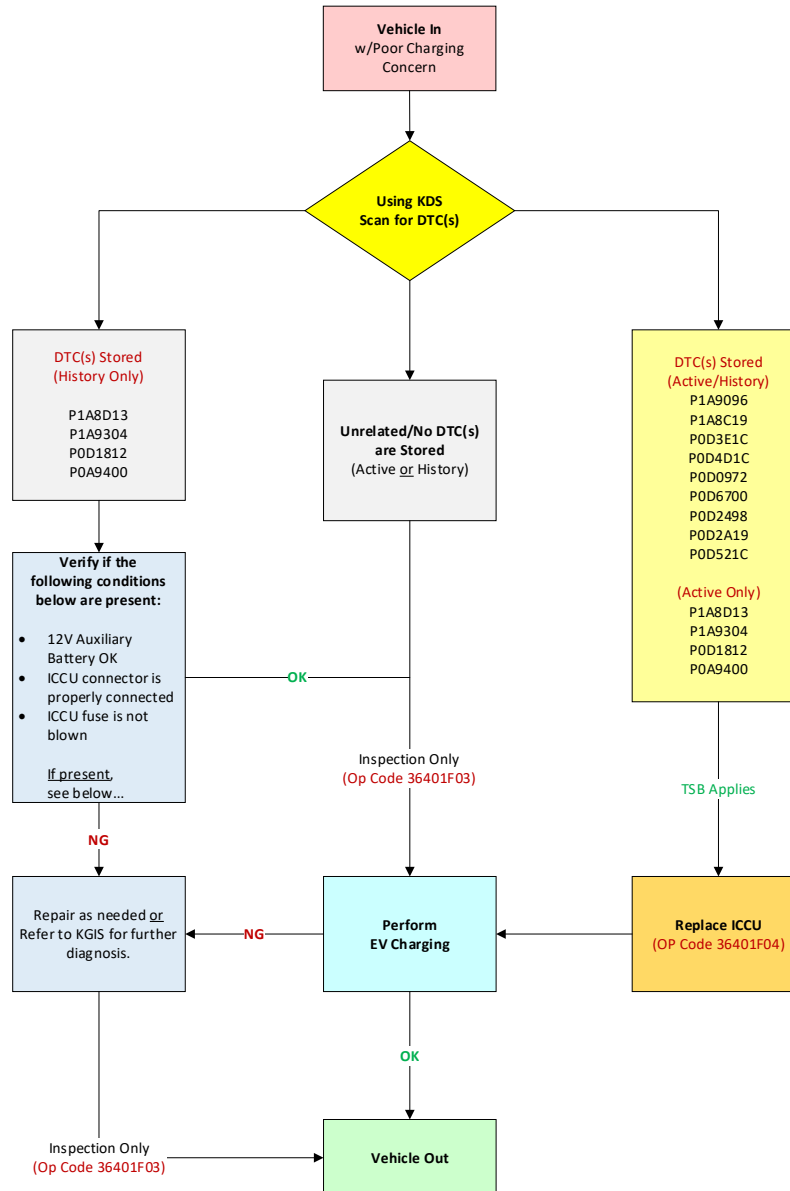 Vehicle In
w/Poor Charging
Concern
Using KDS
Scan for DTC(s)
DTC(s) Stored
(History Only)
P1A8D13
P1A9304
P0D1812
P0A9400
Unrelated/No DTC(s)
are Stored
(Active or History)
DTC(s) Stored
(Active/History)
P1A9096
P1A8C19
P0D3E1C
P0D4D1C
P0D0972
P0D6700
P0D2498
P0D2A19
P0D521C
(Active Only)
P1A8D13
P1A9304
P0D1812
P0A9400
Verify if the
following conditions
below are present:
• 12V Auxiliary
Battery OK
• ICCU connector is
properly connected
• ICCU fuse is not
blown
If present,
see below...
OK
Inspection Only
(Op Code 36401F03)
TSB Applies
NG
Repair as needed or
Refer to KGIS for further
diagnosis.
NG
Perform
EV Charging
Replace ICCU
(OP Code 36401F04)
OK
Inspection Only
(Op Code 36401F03)
Vehicle Out